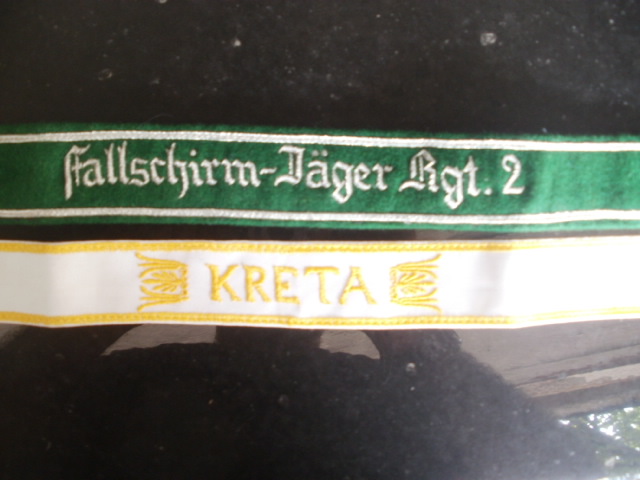 Fallschirm-Jäger Rgt. 2
KRETA